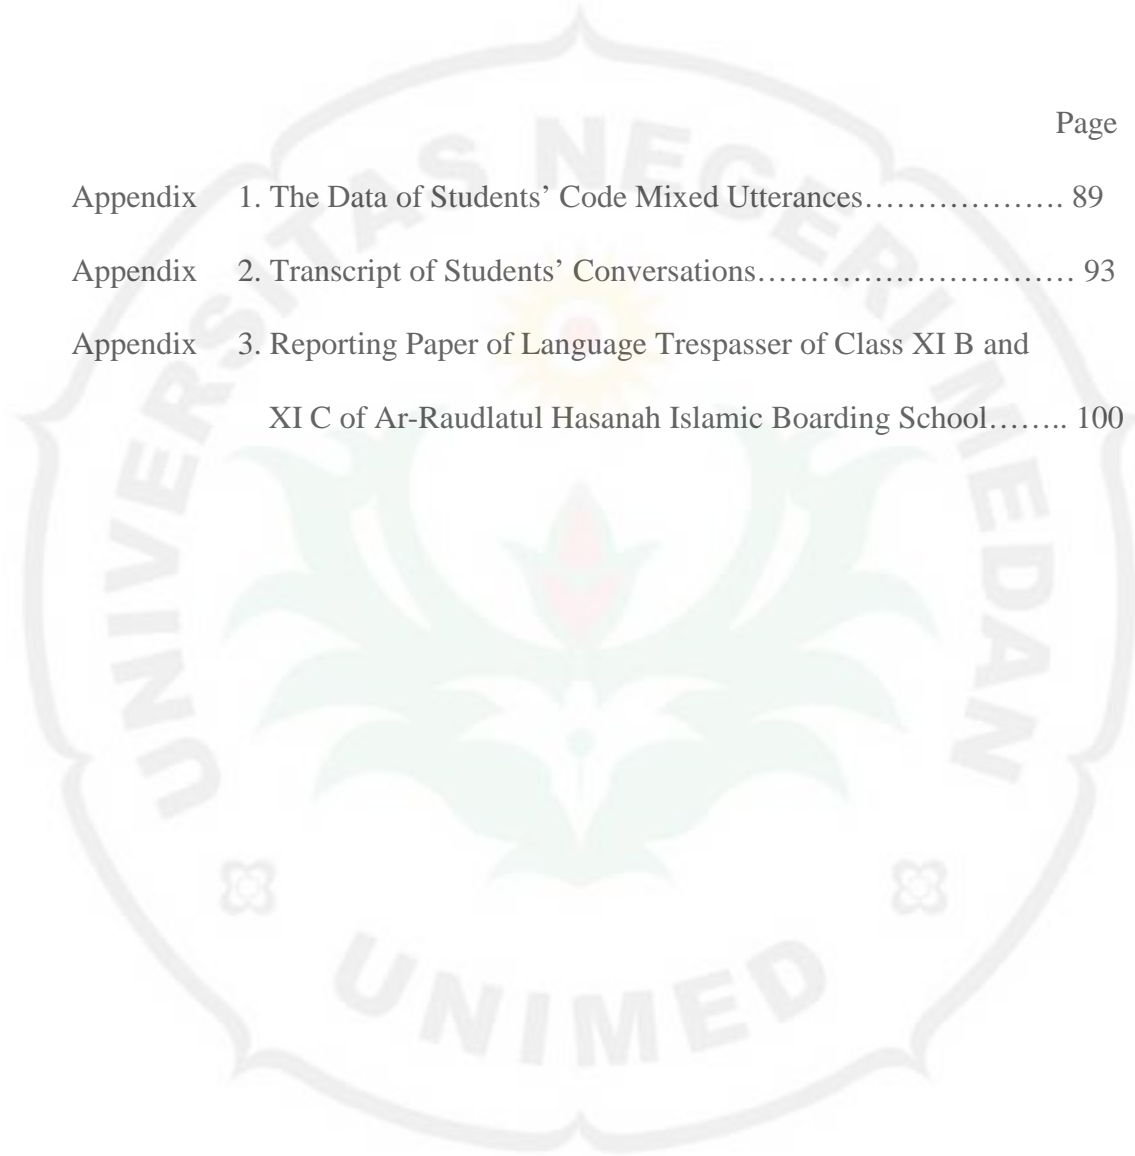 Page
Appendix 1. The Data of Students’ Code Mixed Utterances………………. 89
Appendix 2. Transcript of Students’ Conversations………………………… 93
Appendix 3. Reporting Paper of Language Trespasser of Class XI B and
XI C of Ar-Raudlatul Hasanah Islamic Boarding School…….. 100
UNIVERSITAS NEGERI MEDAN
UNIMED